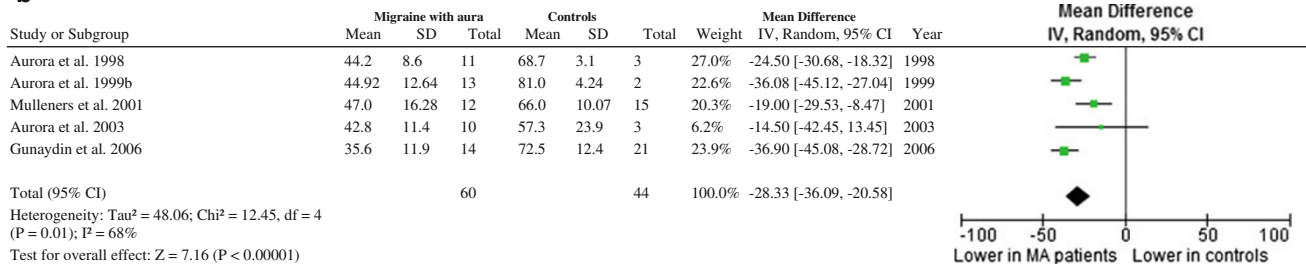 b
Migraine with aura Controls Mean Difference Mean Difference
Study or Subgroup Mean SD Total Mean SD Total Weight IV, Random, 95% CI Year IV, Random, 95% CI
Aurora et al. 1998 44.2 8.6 11 68.7 3.1 3 27.0% -24.50 [-30.68, -18.32] 1998
Aurora et al. 1999b 44.92 12.64 13 81.0 4.24 2 22.6% -36.08 [-45.12, -27.04] 1999
Mulleners et al. 2001 47.0 16.28 12 66.0 10.07 15 20.3% -19.00 [-29.53, -8.47] 2001
Aurora et al. 2003 42.8 11.4 10 57.3 23.9 3 6.2% -14.50 [-42.45, 13.45] 2003
Gunaydin et al. 2006 35.6 11.9 14 72.5 12.4 21 23.9% -36.90 [-45.08, -28.72] 2006
Total (95% CI) 60 44 100.0% -28.33 [-36.09, -20.58]
Heterogeneity: Tau² = 48.06; Chi² = 12.45, df = 4
(P = 0.01); I² = 68%
Test for overall effect: Z = 7.16 (P < 0.00001)
-100 -50 0 50 100
Lower in MA patients Lower in controls